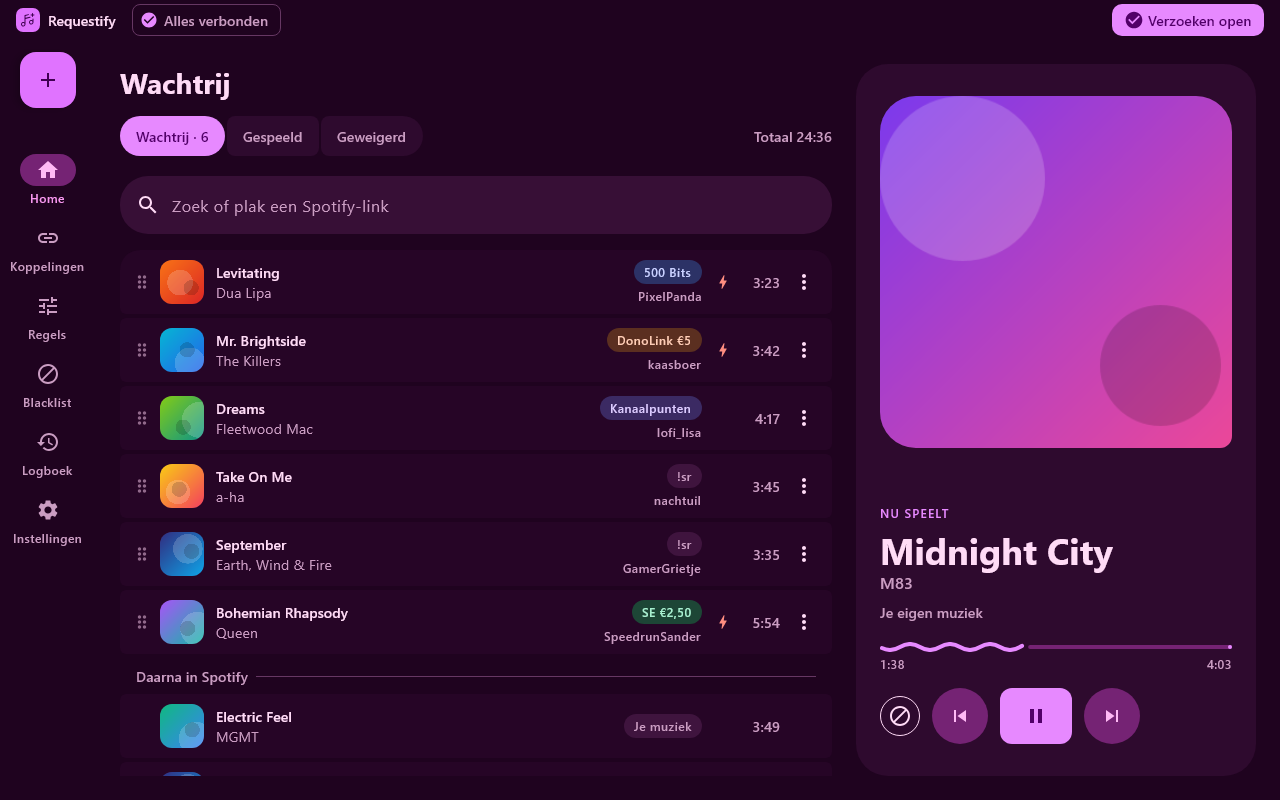 Requestify
Alles verbonden
Verzoeken open
Home
Koppelingen
Regels
Blacklist
Logboek
Instellingen
Wachtrij
Wachtrij · 6
Gespeeld
Geweigerd
Totaal 24:36
Zoek of plak een Spotify-link
Levitating
Dua Lipa
500 Bits
PixelPanda
3:23
Mr. Brightside
The Killers
DonoLink €5
kaasboer
3:42
Dreams
Fleetwood Mac
Kanaalpunten
lofi_lisa
4:17
Take On Me
a-ha
!sr
nachtuil
3:45
September
Earth, Wind & Fire
!sr
GamerGrietje
3:35
Bohemian Rhapsody
Queen
SE €2,50
SpeedrunSander
5:54
Daarna in Spotify
Electric Feel
MGMT
Je muziek
3:49
NU SPEELT
Midnight City
M83
Je eigen muziek
1:38
4:03